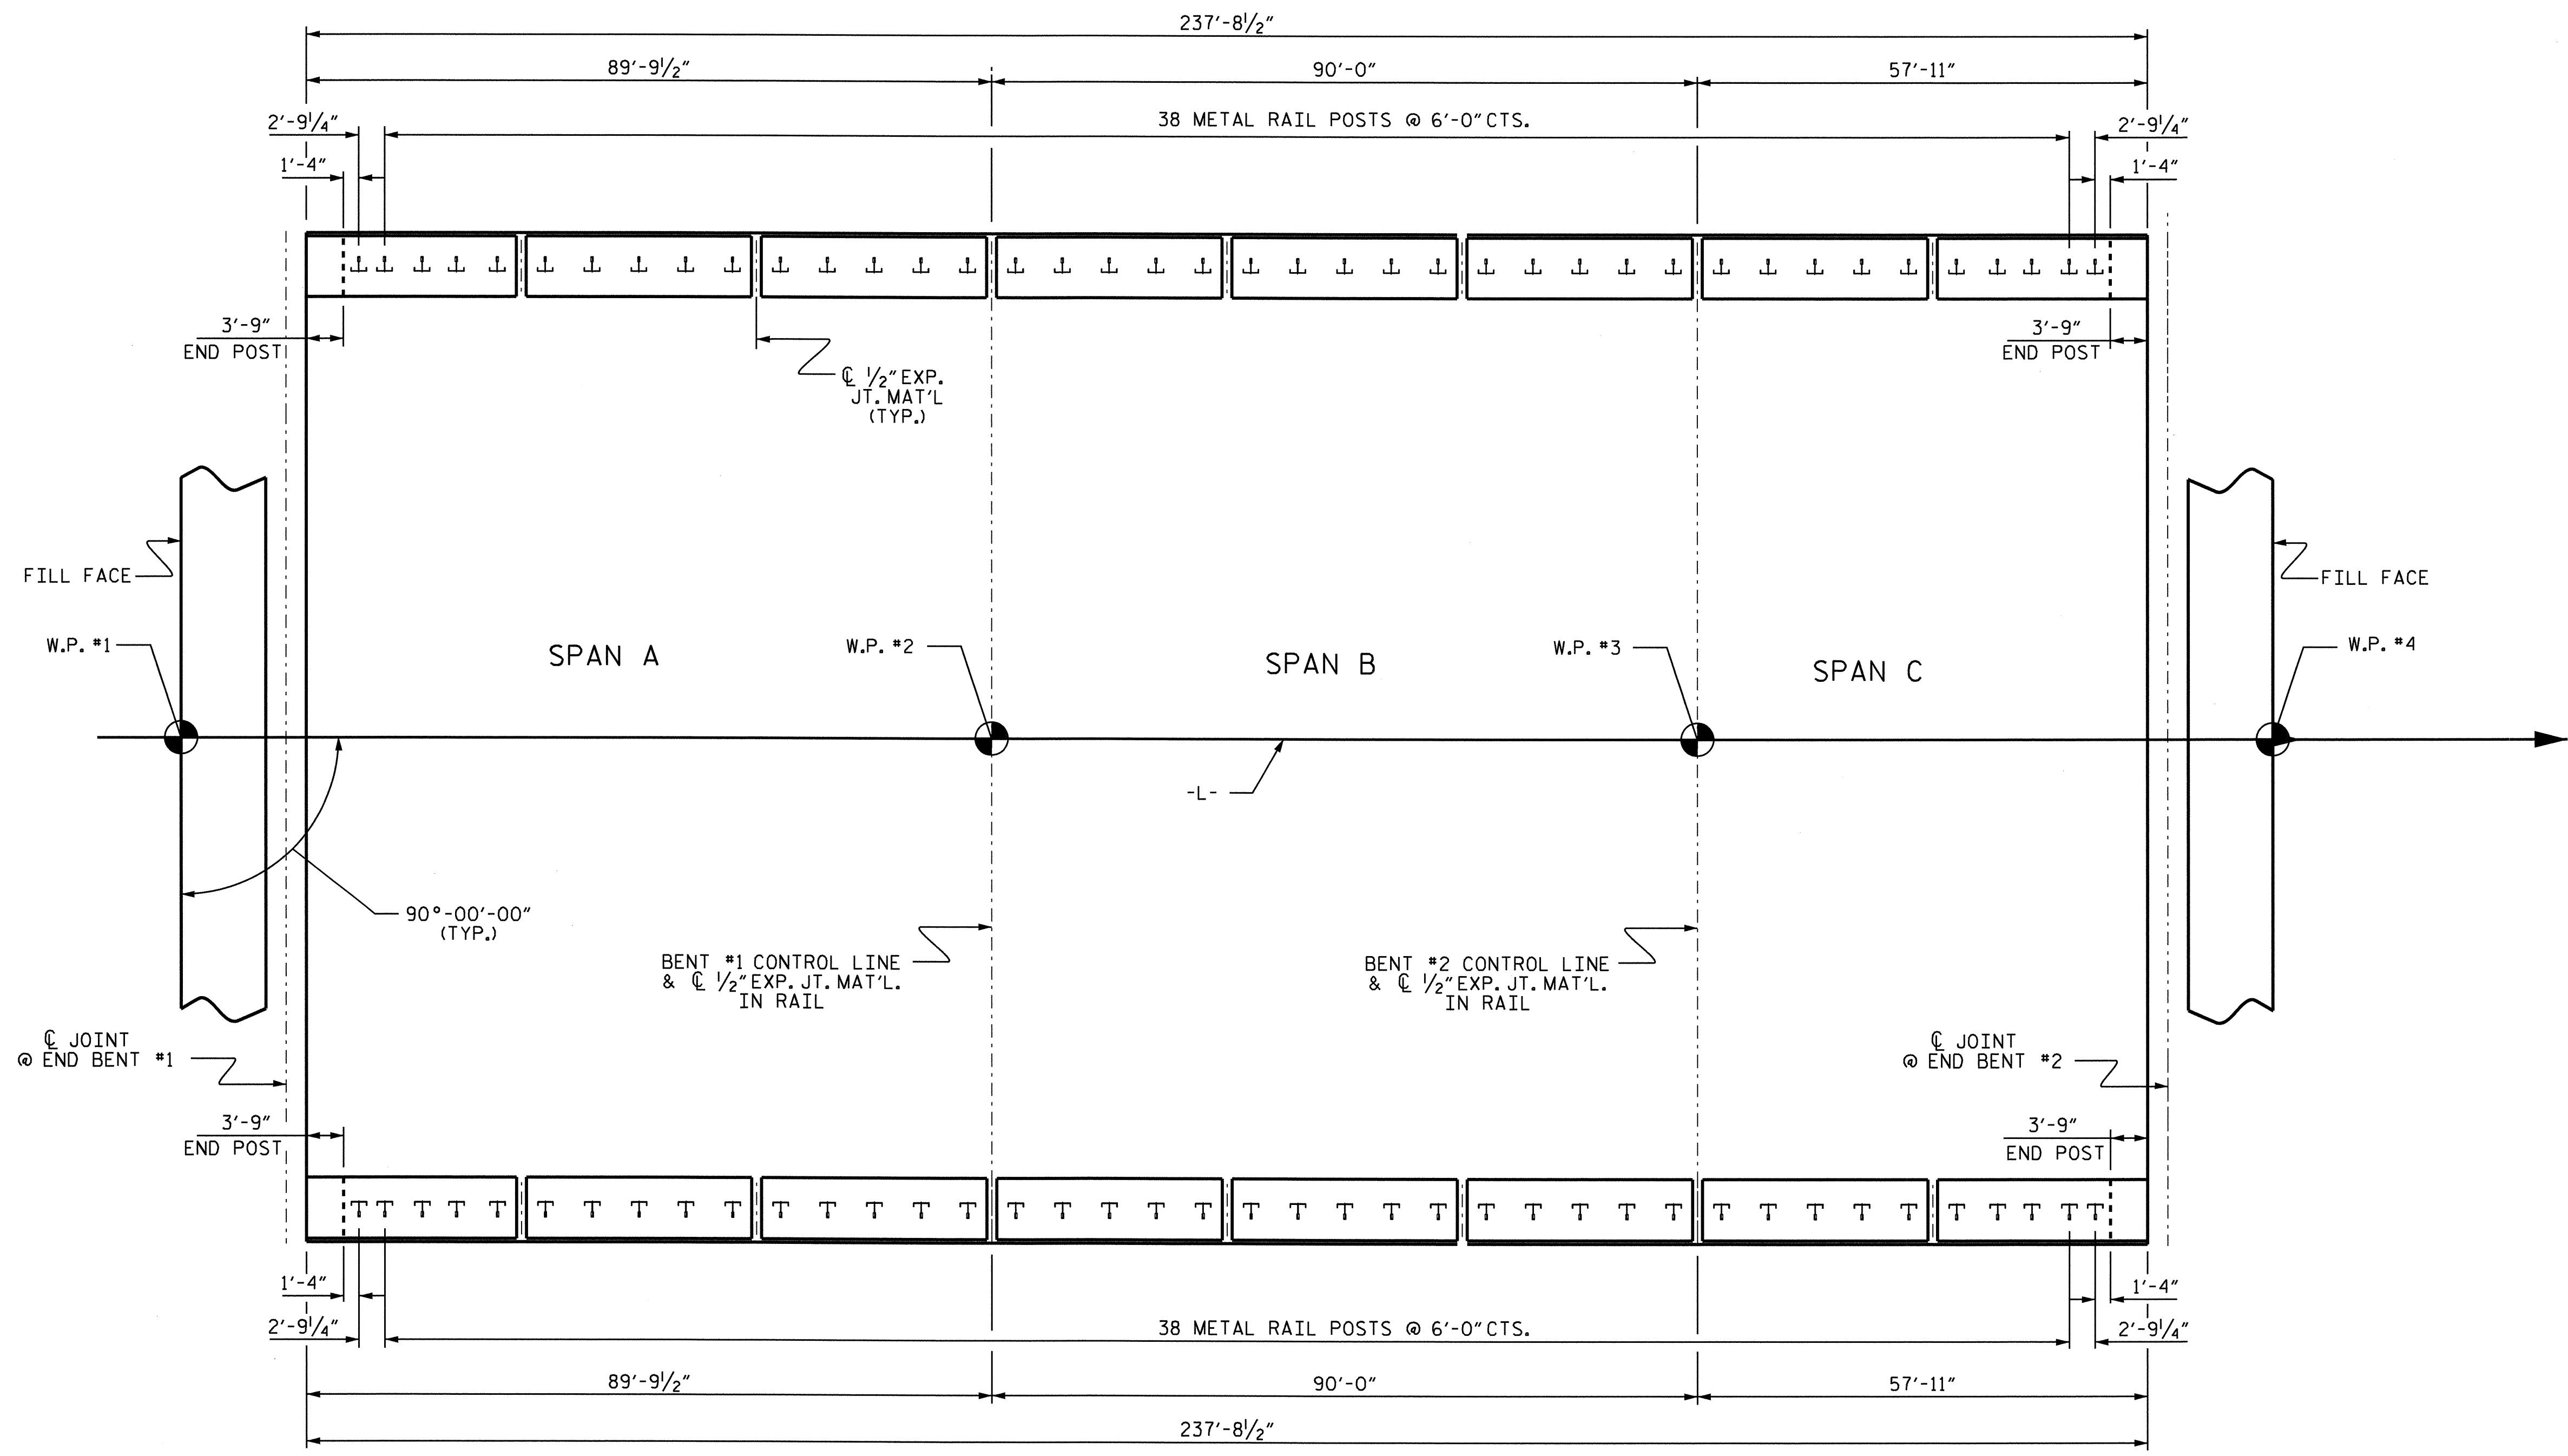 237'-8½"
89'-9½"
90'-0"
57'-11"
38 METAL RAIL POSTS @ 6'-0" CTS.
2'-9¼"
2'-9¼"
1'-4"
1'-4"
3'-9"
END POST
3'-9"
END POST
℄ ½" EXP.
JT. MAT'L
(TYP.)
FILL FACE
FILL FACE
W.P. #1
SPAN A
W.P. #2
SPAN B
W.P. #3
SPAN C
W.P. #4
-L-
90°-00'-00"
(TYP.)
BENT #1 CONTROL LINE
& ℄ ½" EXP. JT. MAT'L.
IN RAIL
BENT #2 CONTROL LINE
& ℄ ½" EXP. JT. MAT'L.
IN RAIL
℄ JOINT
@ END BENT #1
℄ JOINT
@ END BENT #2
3'-9"
END POST
3'-9"
END POST
1'-4"
1'-4"
2'-9¼"
38 METAL RAIL POSTS @ 6'-0" CTS.
2'-9¼"
89'-9½"
90'-0"
57'-11"
237'-8½"